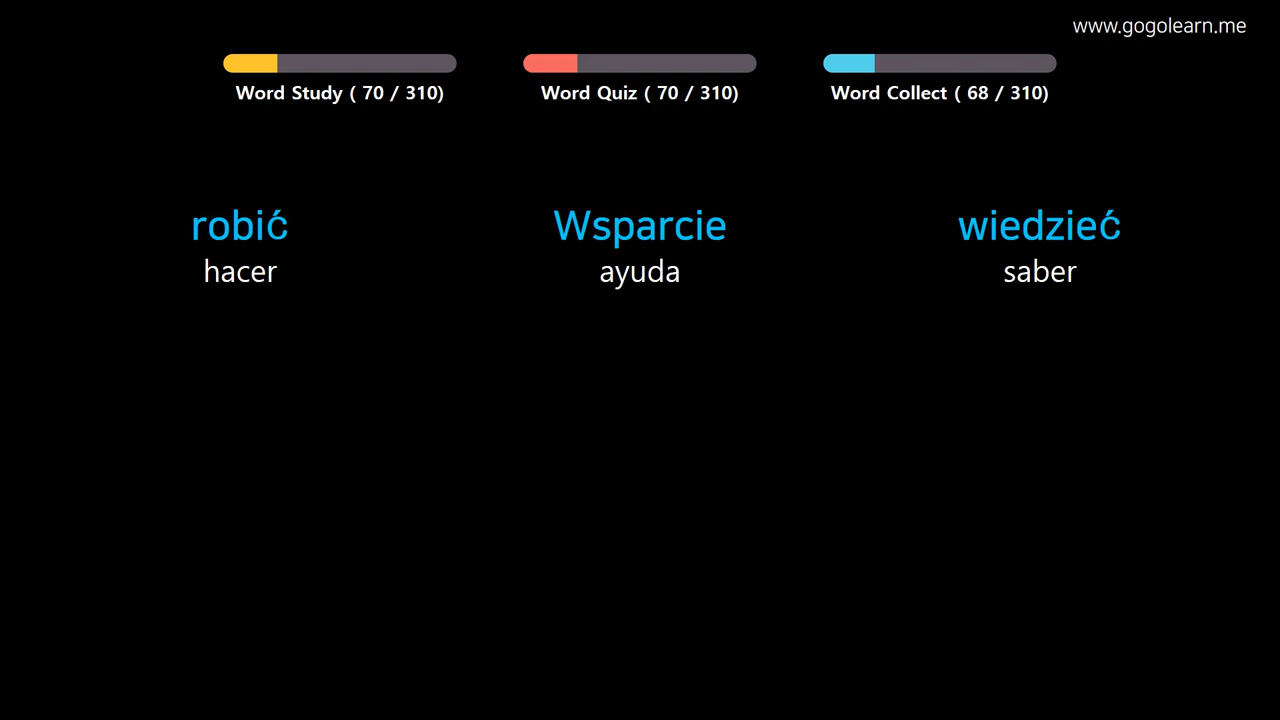 www.gogolearn.me
Word Study ( 70 / 310)
Word Quiz ( 70 / 310)
Word Collect ( 68 / 310)
robić
Wsparcie
wiedzieć
hacer
ayuda
saber